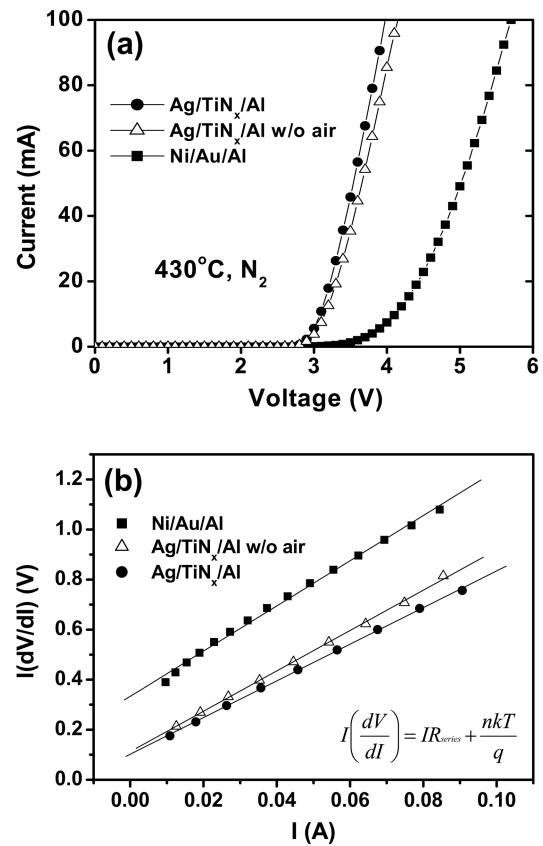 (a)
100
80
60
40
20
0
Current (mA)
Ag/TiNx/Al
Ag/TiNx/Al w/o air
Ni/Au/Al
430°C, N2
0 1 2 3 4 5 6
Voltage (V)
(b)
1.2
1.0
0.8
0.6
0.4
0.2
0.0
I(dV/dI) (V)
Ni/Au/Al
Ag/TiNx/Al w/o air
Ag/TiNx/Al
I(dV/dI) = IRseries + nkT/q
0.00 0.02 0.04 0.06 0.08 0.10
I (A)